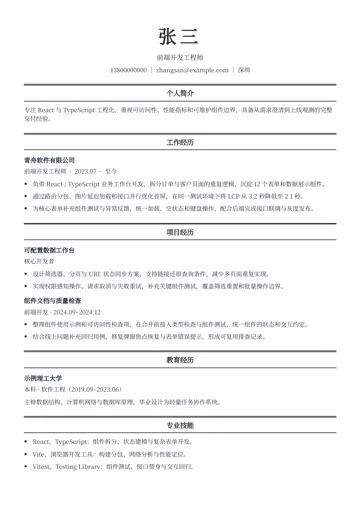 张三
前端开发工程师
13800000000 | zhangsan@example.com | 深圳
个人简介
专注 React 与 TypeScript 工程化，重视可访问性、性能指标和可维护组件边界，具备从需求澄清到上线观测的完整
交付经验。
工作经历
青舟软件有限公司
前端开发工程师 · 2023.07 – 至今
• 负责 React / TypeScript 业务工作台开发，拆分订单与客户页面的重复逻辑，沉淀 12 个表单和数据展示组件。
• 通过路由分包、图片延迟加载和接口并行优化首屏，在同一测试环境下将 LCP 从 3.2 秒降低至 2.1 秒。
• 为核心表单补充组件测试与异常反馈，统一加载、空状态和键盘操作，配合后端完成接口联调与灰度发布。
项目经历
可配置数据工作台
核心开发者
• 设计筛选器、分页与 URL 状态同步方案，支持链接还原查询条件，减少多页面重复实现。
• 实现权限感知操作、请求取消与失败重试，补充关键组件测试，覆盖筛选重置和批量操作边界。
组件文档与质量检查
前端开发 · 2024.09–2024.12
• 整理组件使用示例和可访问性检查项，在合并前接入类型检查与组件测试，统一组件的状态和交互约定。
• 结合线上问题补充回归用例，修复弹窗焦点恢复与表单错误提示，形成可复用排查记录。
教育经历
示例理工大学
本科 · 软件工程（2019.09–2023.06）
主修数据结构、计算机网络与数据库原理，毕业设计为轻量任务协作系统。
专业技能
• React、TypeScript：组件拆分、状态建模与复杂表单开发。
• Vite、浏览器开发工具：构建分包、网络分析与性能定位。
• Vitest、Testing Library：组件测试、接口替身与交互回归。